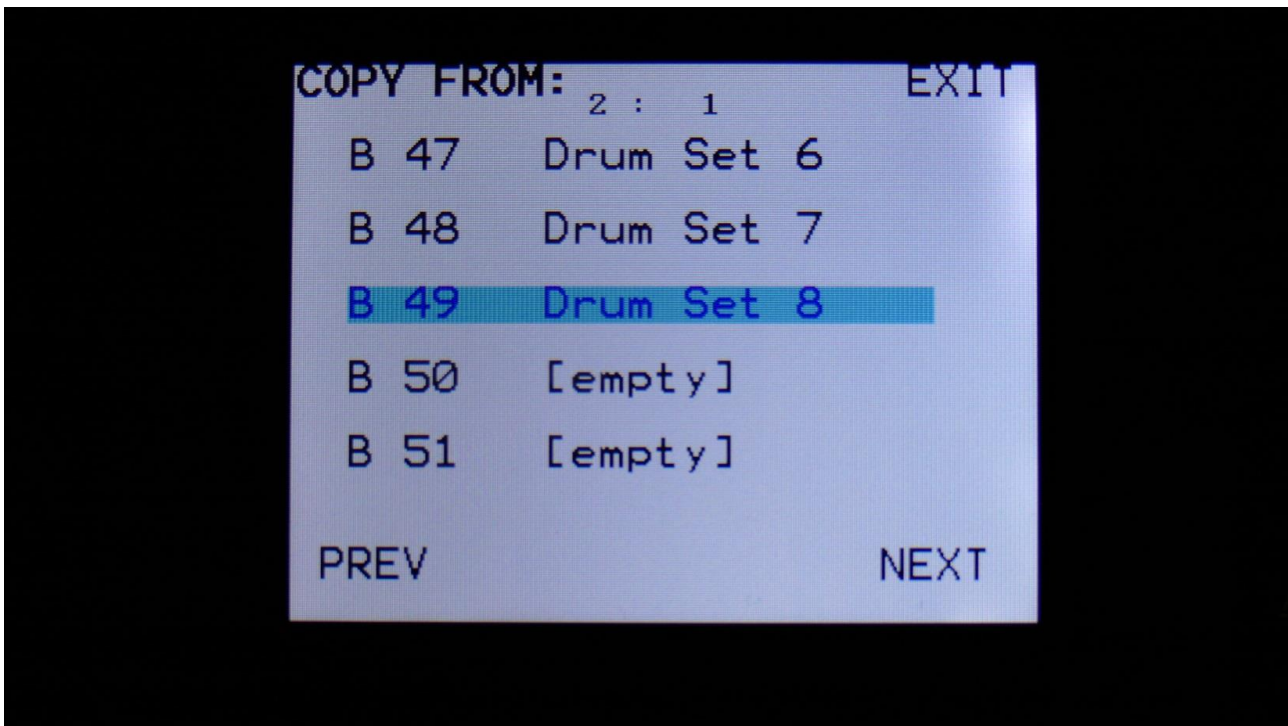 COPY FROM: 2 : 1 EXIT
B 47 Drum Set 6
B 48 Drum Set 7
B 49 Drum Set 8
B 50 [empty]
B 51 [empty]
PREV NEXT